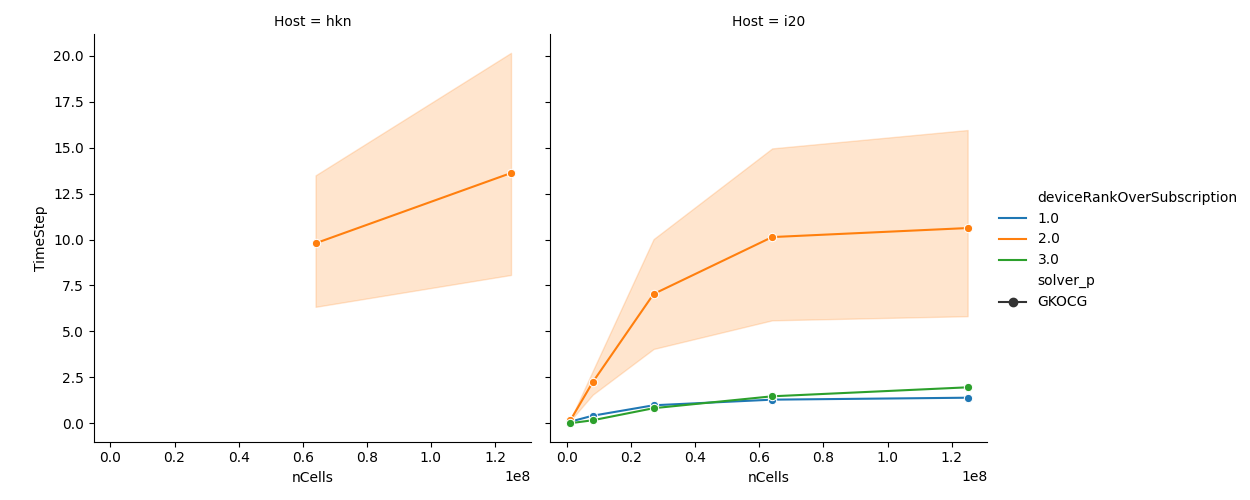 Host = hkn
Host = i20
20.0
17.5
15.0
12.5
10.0
7.5
5.0
2.5
0.0
TimeStep
0.0 0.2 0.4 0.6 0.8 1.0 1.2
1e8
nCells
0.0 0.2 0.4 0.6 0.8 1.0 1.2
1e8
nCells
deviceRankOverSubscription
1.0
2.0
3.0
solver_p
GKOCG